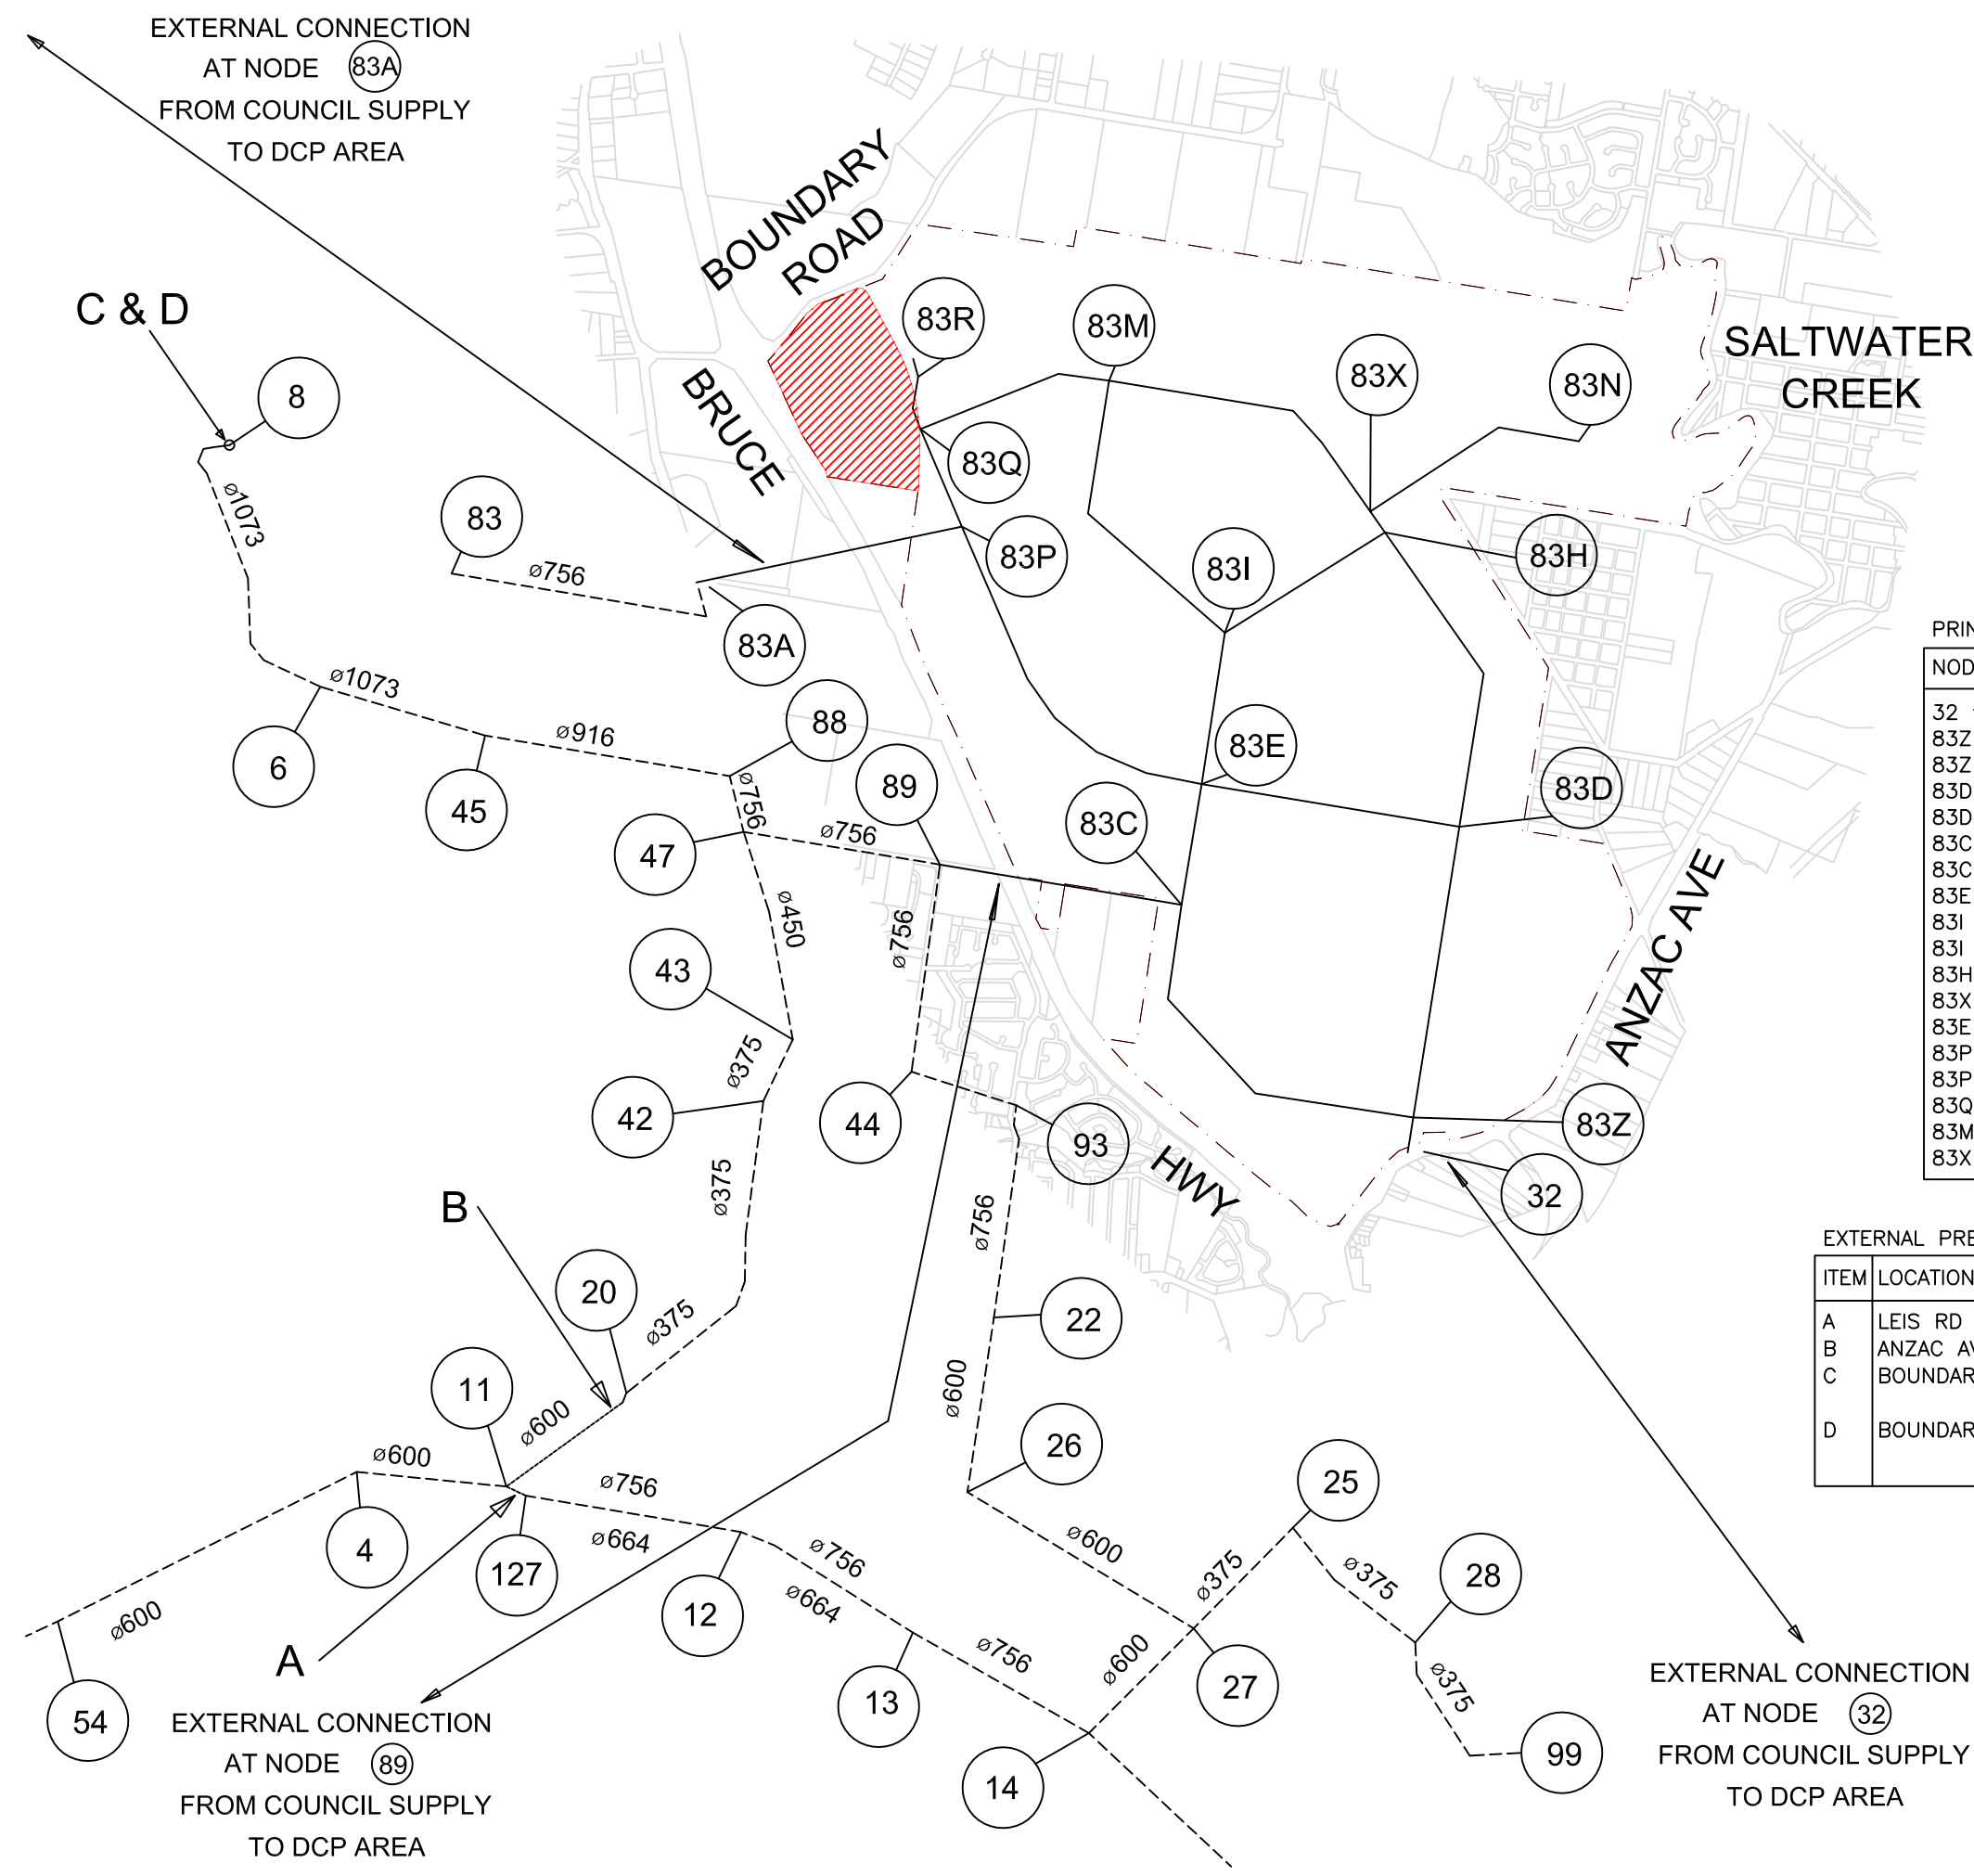 EXTERNAL CONNECTION
AT NODE 83A
FROM COUNCIL SUPPLY
TO DCP AREA
BOUNDARY
ROAD
C & D
8
ø1073
83
ø756
83A
BRUCE
83R
83M
83X
83N
SALTWATER
CREEK
83Q
83P
83I
83H
6
ø1073
45
ø916
88
ø756
47
ø756
89
83E
83C
83D
ø450
43
ø756
ø375
42
44
93
HWY
ANZAC AVE
83Z
32
ø375
B
20
ø375
ø756
22
ø600
26
11
ø600
ø600
4
127
ø756
ø664
12
ø756
ø664
13
ø756
14
ø600
27
ø600
ø375
25
ø375
28
ø375
99
54
ø600
A
EXTERNAL CONNECTION
AT NODE 89
FROM COUNCIL SUPPLY
TO DCP AREA
EXTERNAL CONNECTION
AT NODE 32
FROM COUNCIL SUPPLY
TO DCP AREA
PRIN
NOD
32
83Z
83Z
83D
83D
83C
83C
83E
83I
83I
83H
83X
83E
83P
83P
83Q
83M
83X
EXTERNAL PRE
ITEM LOCATION
A LEIS RD
B ANZAC AV
C BOUNDAR
D BOUNDAR